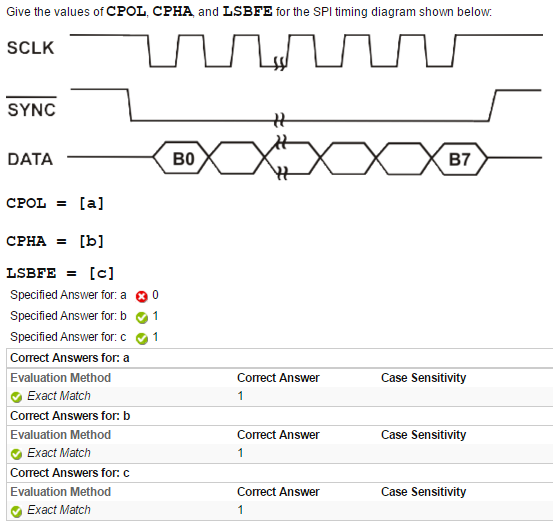 Give the values of CPOL, CPHA, and LSBFE for the SPI timing diagram shown below:
SCLK
SYNC
DATA B0 B7
CPOL = [a]
CPHA = [b]
LSBFE = [c]
Specified Answer for: a 0
Specified Answer for: b 1
Specified Answer for: c 1
Correct Answers for: a
Evaluation Method Correct Answer Case Sensitivity
Exact Match 1
Correct Answers for: b
Evaluation Method Correct Answer Case Sensitivity
Exact Match 1
Correct Answers for: c
Evaluation Method Correct Answer Case Sensitivity
Exact Match 1